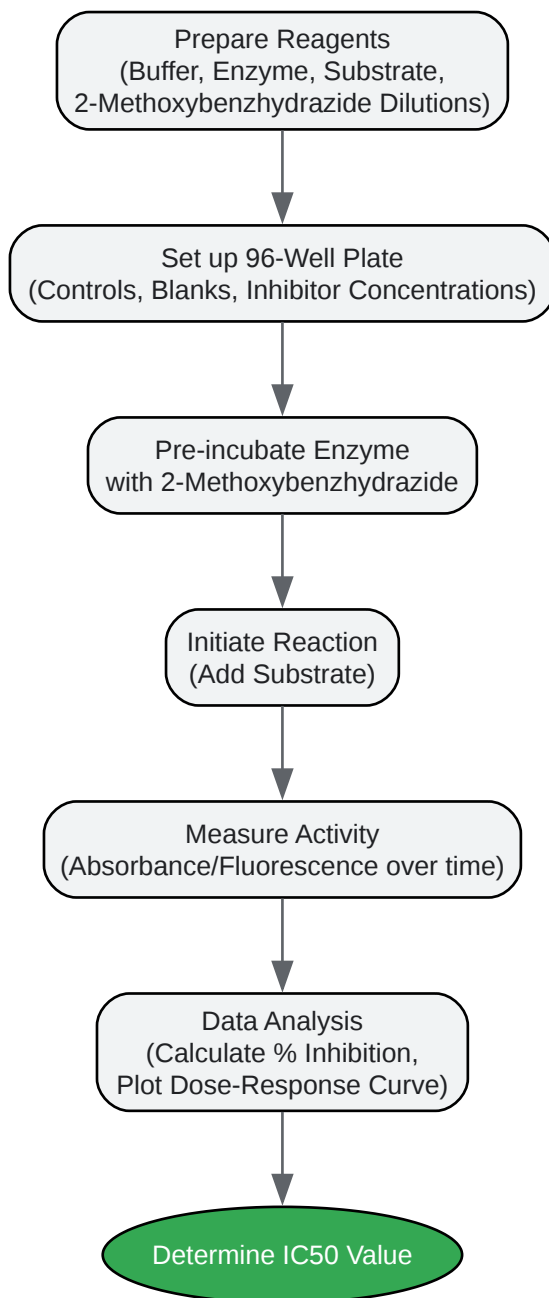 Prepare Reagents
(Buffer, Enzyme, Substrate,
2-Methoxybenzhydrazide Dilutions)
Set up 96-Well Plate
(Controls, Blanks, Inhibitor Concentrations)
Pre-incubate Enzyme
with 2-Methoxybenzhydrazide
Initiate Reaction
(Add Substrate)
Measure Activity
(Absorbance/Fluorescence over time)
Data Analysis
(Calculate % Inhibition,
Plot Dose-Response Curve)
Determine IC50 Value